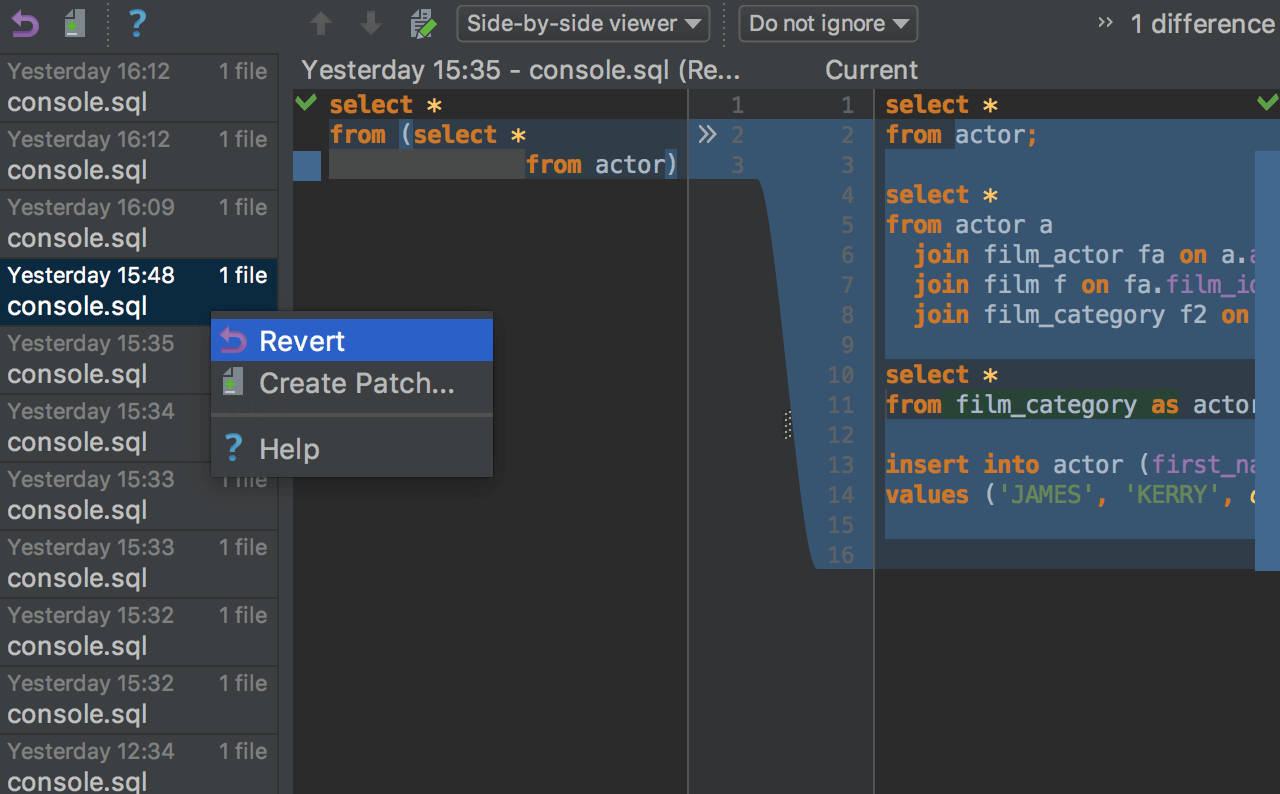 ?
Side-by-side viewer
Do not ignore
1 difference
Yesterday 16:12 1 file
console.sql
Yesterday 16:12 1 file
console.sql
Yesterday 16:09 1 file
console.sql
Yesterday 15:48 1 file
console.sql
Yesterday 15:35
console.sql
Yesterday 15:34
console.sql
Yesterday 15:33 1 file
console.sql
Yesterday 15:33 1 file
console.sql
Yesterday 15:32 1 file
console.sql
Yesterday 15:32 1 file
console.sql
Yesterday 12:34 1 file
console.sql
Revert
Create Patch...
? Help
Yesterday 15:35 - console.sql (Re...
select *
from (select *
from actor)
1
2
3
Current
1 select *
2 from actor;
3
4 select *
5 from actor a
6 join film_actor fa on a.
7 join film f on fa.film_id
8 join film_category f2 on
9
10 select *
11 from film_category as actor
12
13 insert into actor (first_na
14 values ('JAMES', 'KERRY',
15
16